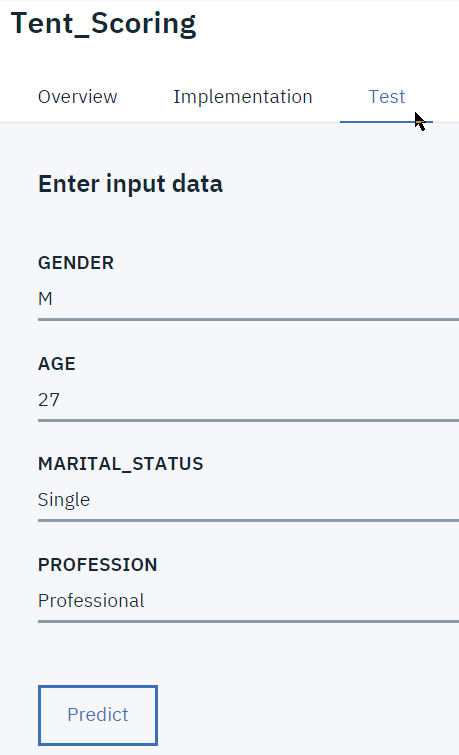 Tent_Scoring
Overview Implementation Test
Enter input data
GENDER
M
AGE
27
MARITAL_STATUS
Single
PROFESSION
Professional
Predict